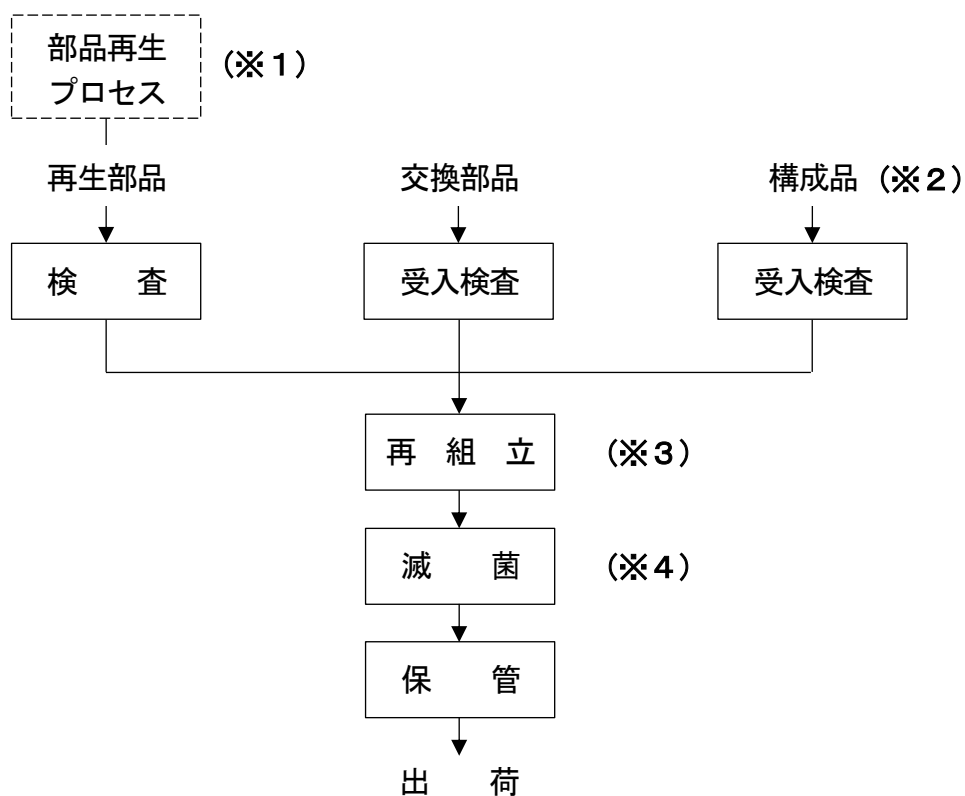 部品再生
プロセス
(※1)
再生部品
交換部品
構成品 (※2)
検 査
受入検査
受入検査
再 組 立
(※3)
滅 菌
(※4)
保 管
出 荷